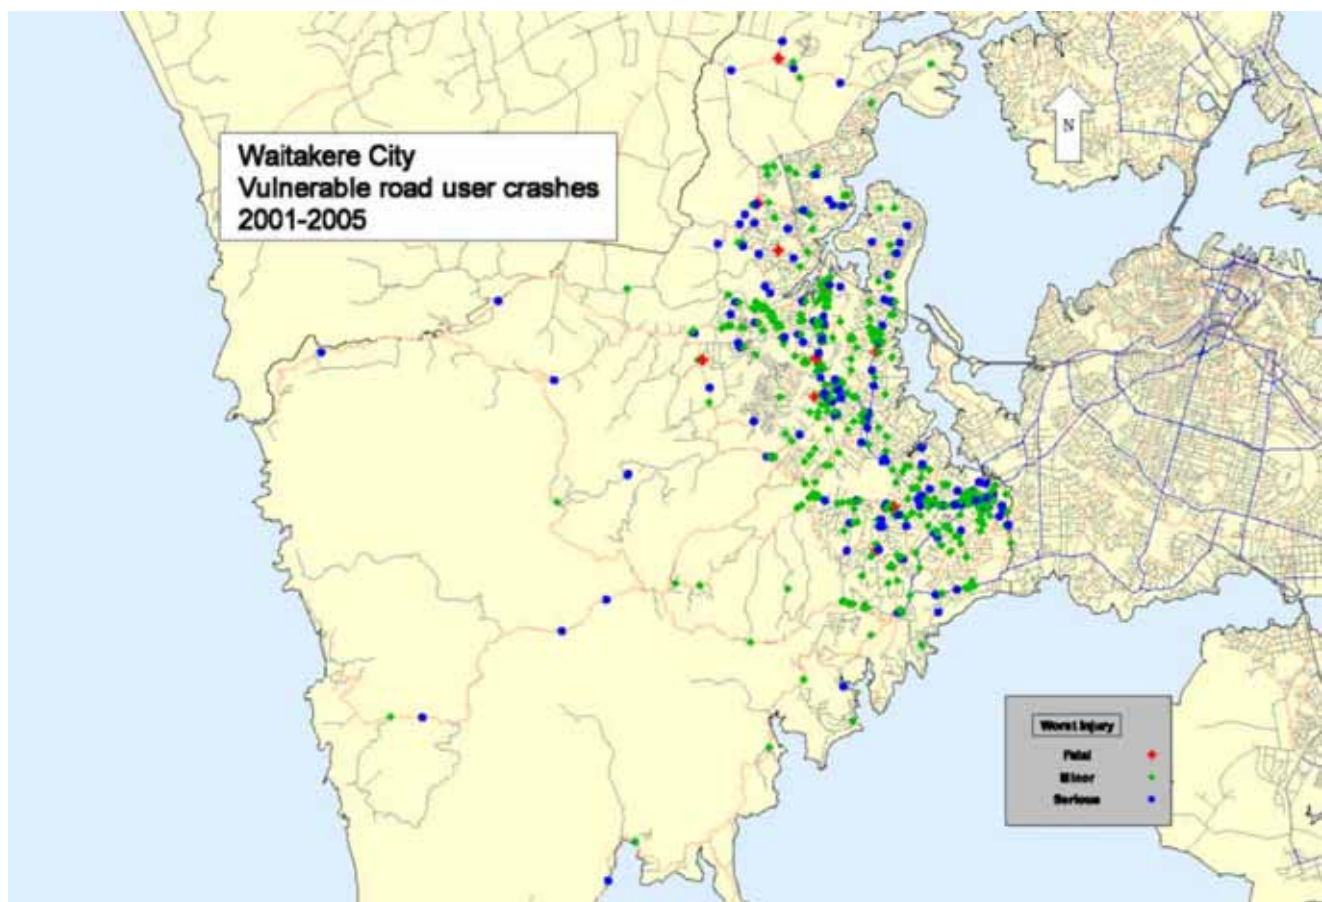 Waitakere City
Vulnerable road user crashes
2001-2005
N
Worst Injury
Fatal
Minor
Serious